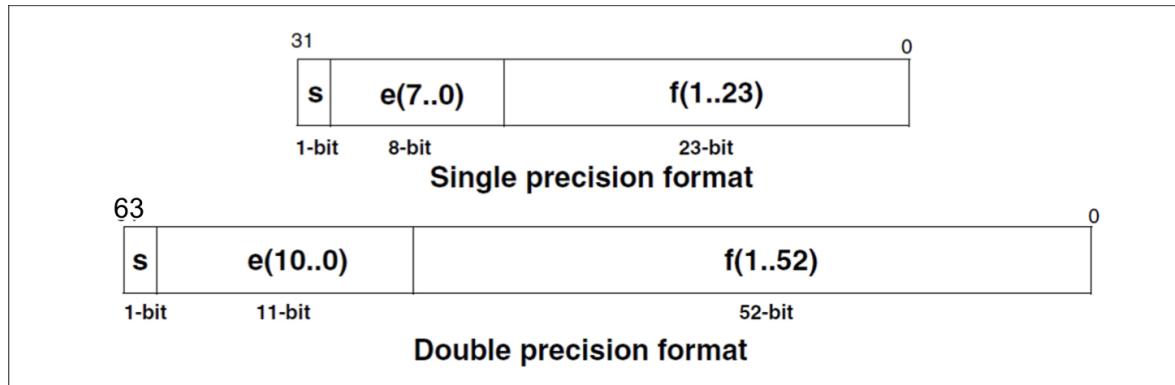 31 0
s e(7..0) f(1..23)
1-bit 8-bit 23-bit
Single precision format
63 0
s e(10..0) f(1..52)
1-bit 11-bit 52-bit
Double precision format